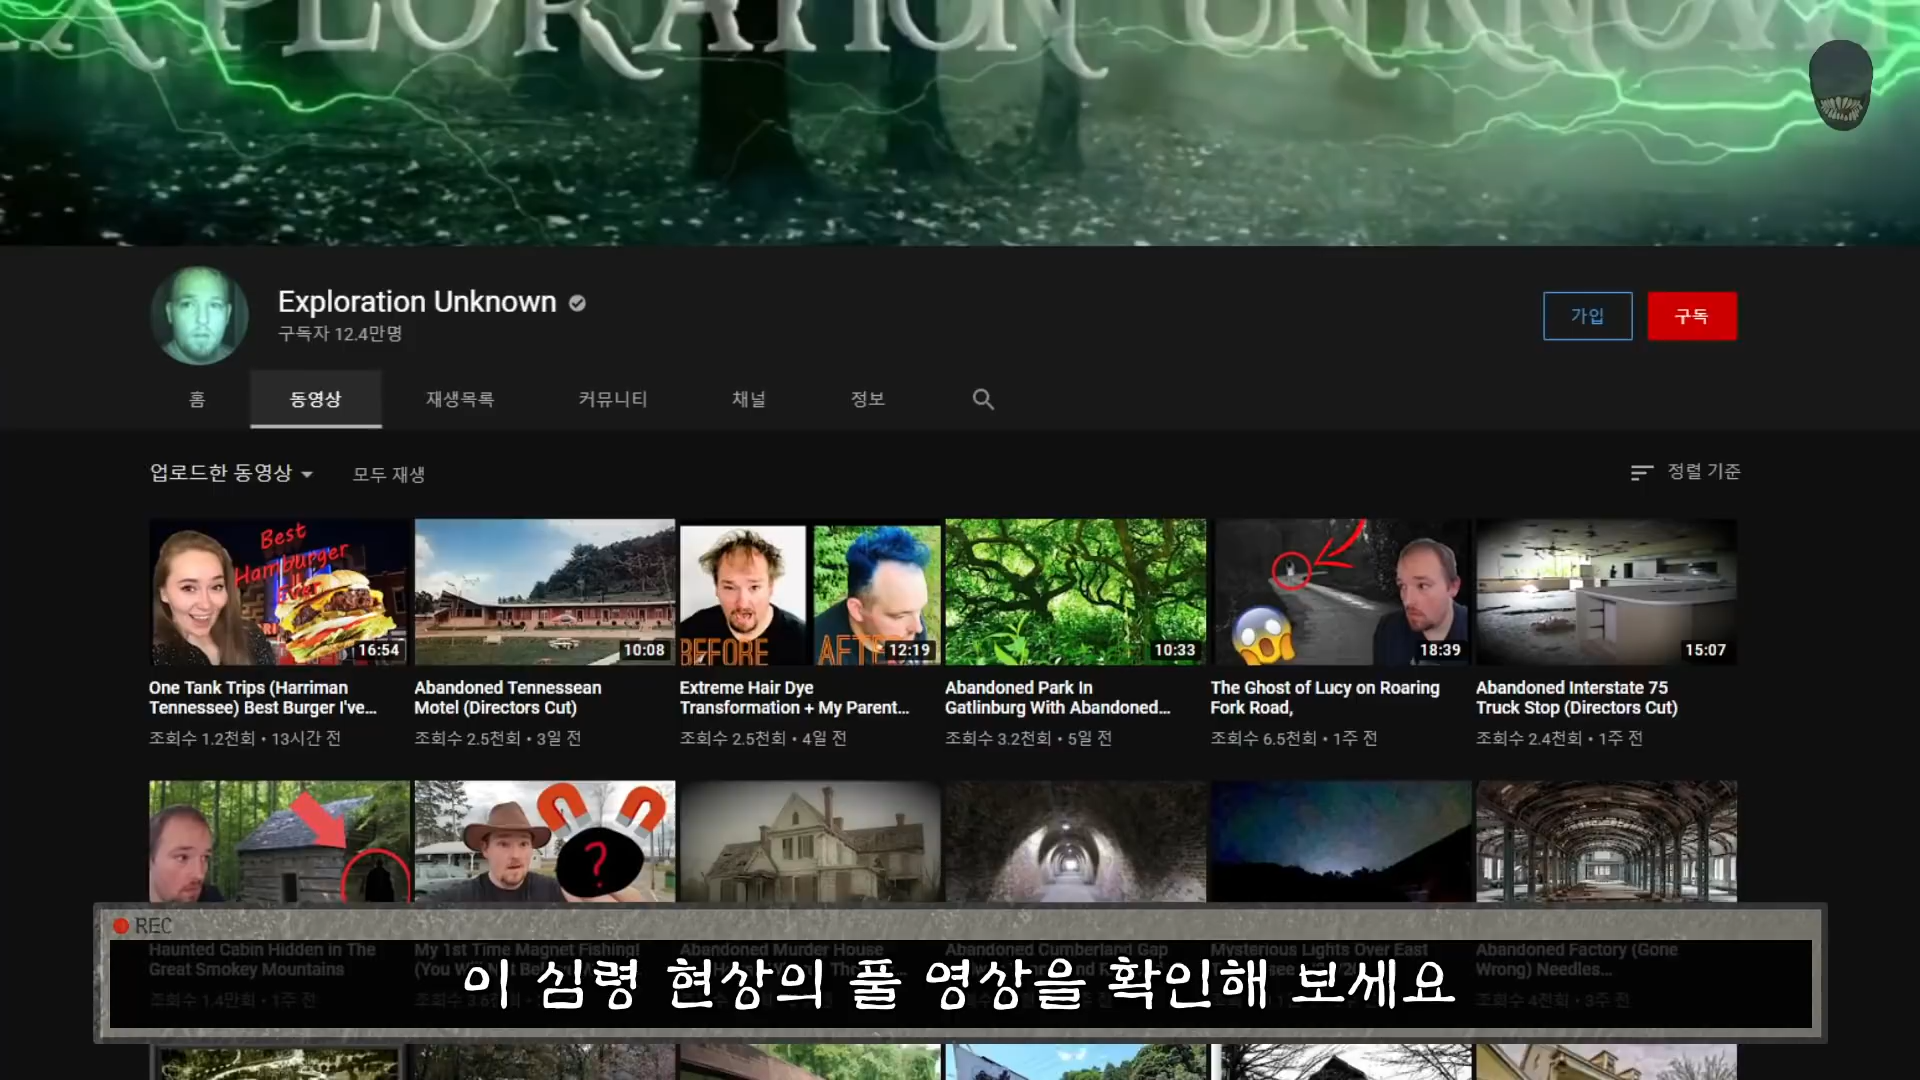 EXPLORATION UNKNOWN
Exploration Unknown
구독자 12.4만명
가입
구독
홈
동영상
재생목록
커뮤니티
채널
정보
업로드한 동영상
모두 재생
정렬 기준
Best
Hamburger
Ever
16:54
10:08
BEFORE
AFTER
12:19
10:33
18:39
15:07
One Tank Trips (Harriman
Tennessee) Best Burger I've...
조회수 1.2천회 • 13시간 전
Abandoned Tennessean
Motel (Directors Cut)
조회수 2.5천회 • 3일 전
Extreme Hair Dye
Transformation + My Parent...
조회수 2.5천회 • 4일 전
Abandoned Park In
Gatlinburg With Abandoned...
조회수 3.2천회 • 5일 전
The Ghost of Lucy on Roaring
Fork Road,
조회수 6.5천회 • 1주 전
Abandoned Interstate 75
Truck Stop (Directors Cut)
조회수 2.4천회 • 1주 전
?
REC
Haunted Cabin Hidden in The
Great Smokey Mountains
조회수 1.4만회 • 1주 전
My 1st Time Magnet Fishing!
Abandoned Murder House
Abandoned Cumberland Gap
Mysterious Lights Over East
Abandoned Factory (Gone
Wrong) Needles...
조회수 4천회 • 3주 전
이 심령 현상의 풀 영상을 확인해 보세요